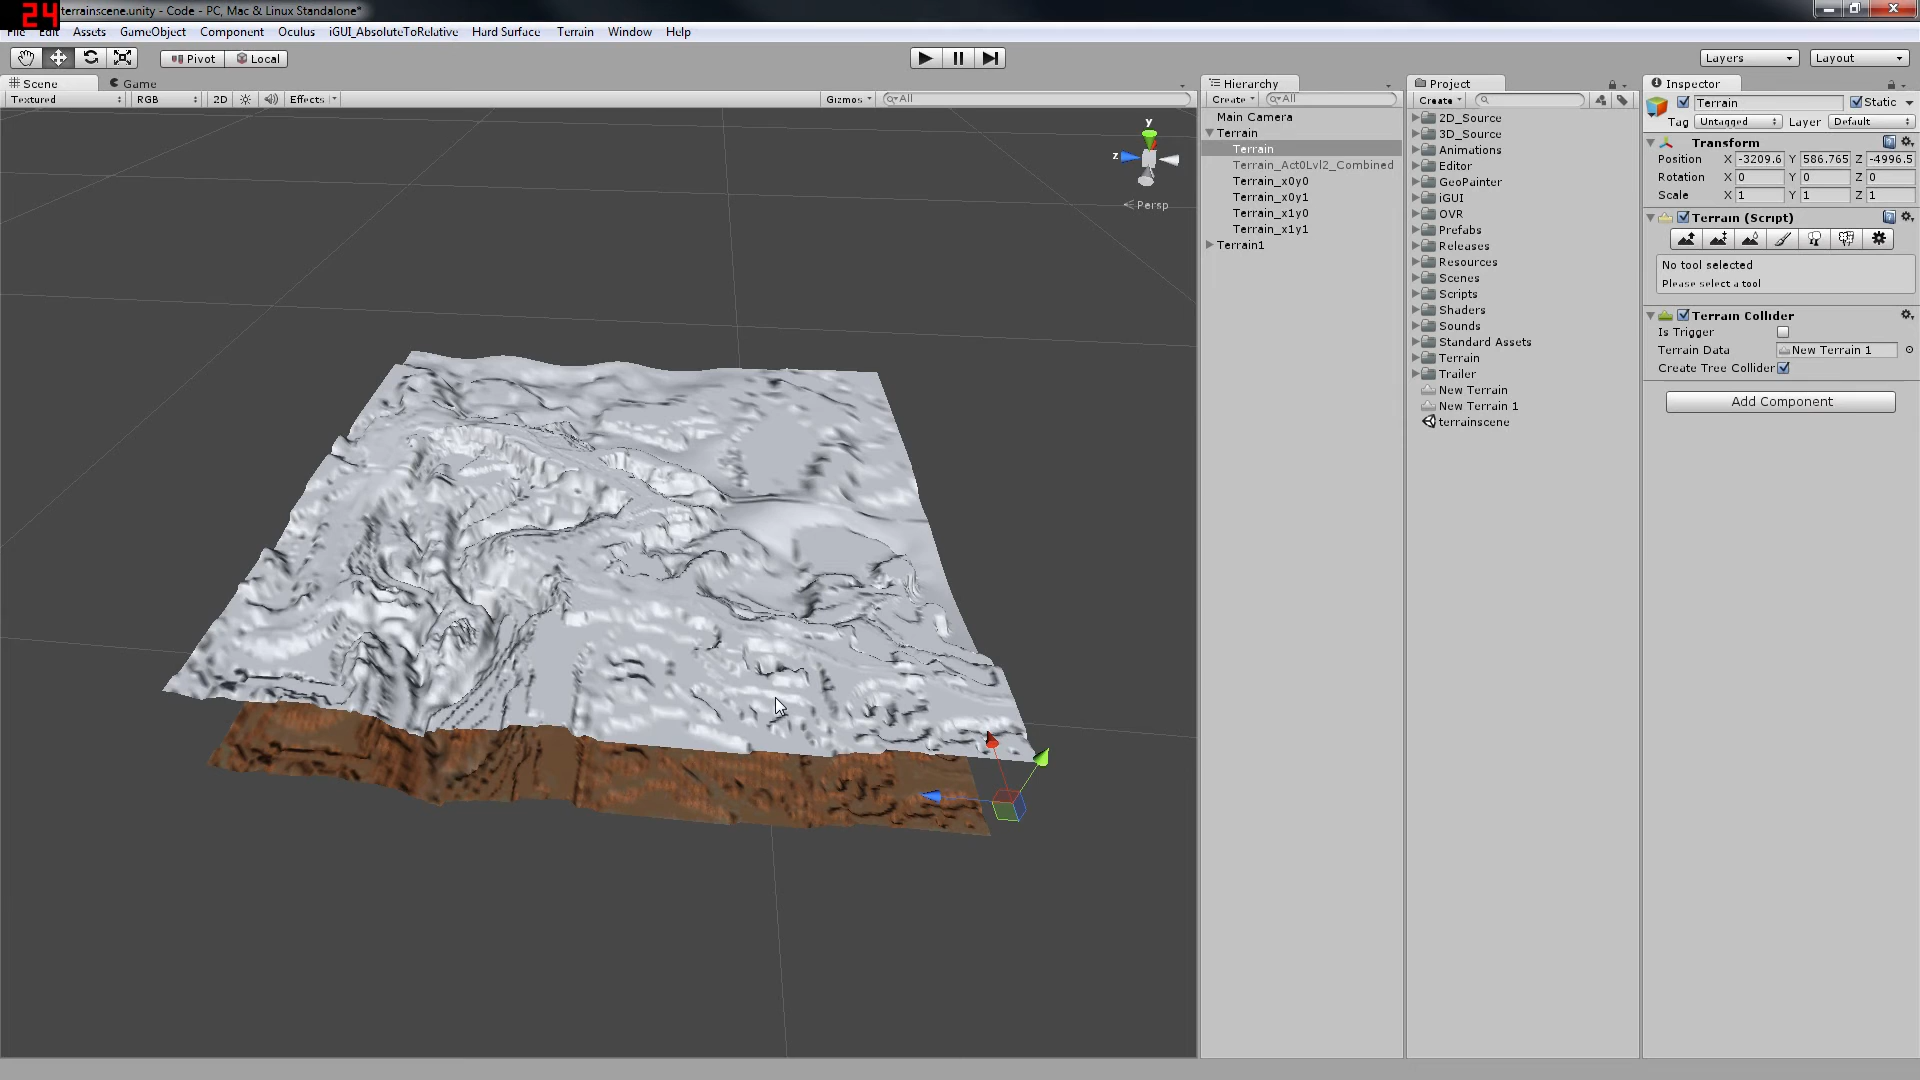 24
terrainscene.unity - Code - PC, Mac & Linux Standalone*
File Edit Assets GameObject Component Oculus iGUI_AbsoluteToRelative Hard Surface Terrain Window Help
Pivot Local
Layers Layout
Scene Game
Textured RGB 2D Effects Gizmos All
y
z
Persp
Hierarchy
Create All
Main Camera
Terrain
Terrain
Terrain_Act0Lvl2_Combined
Terrain_x0y0
Terrain_x0y1
Terrain_x1y0
Terrain_x1y1
Terrain1
Project
Create
2D_Source
3D_Source
Animations
Editor
GeoPainter
iGUI
OVR
Prefabs
Releases
Resources
Scenes
Scripts
Shaders
Sounds
Standard Assets
Terrain
Trailer
New Terrain
New Terrain 1
terrainscene
Inspector
Terrain Static
Tag Untagged Layer Default
Transform
Position X -3209.6 Y 586.765 Z -4996.5
Rotation X 0 Y 0 Z 0
Scale X 1 Y 1 Z 1
Terrain (Script)
No tool selected
Please select a tool
Terrain Collider
Is Trigger
Terrain Data New Terrain 1
Create Tree Collider
Add Component